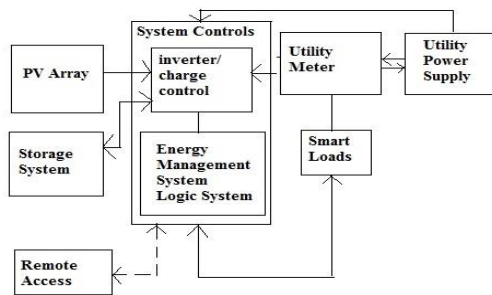 System Controls
PV Array
inverter/
charge
control
Utility
Meter
Utility
Power
Supply
Storage
System
Energy
Management
System
Logic System
Smart
Loads
Remote
Access